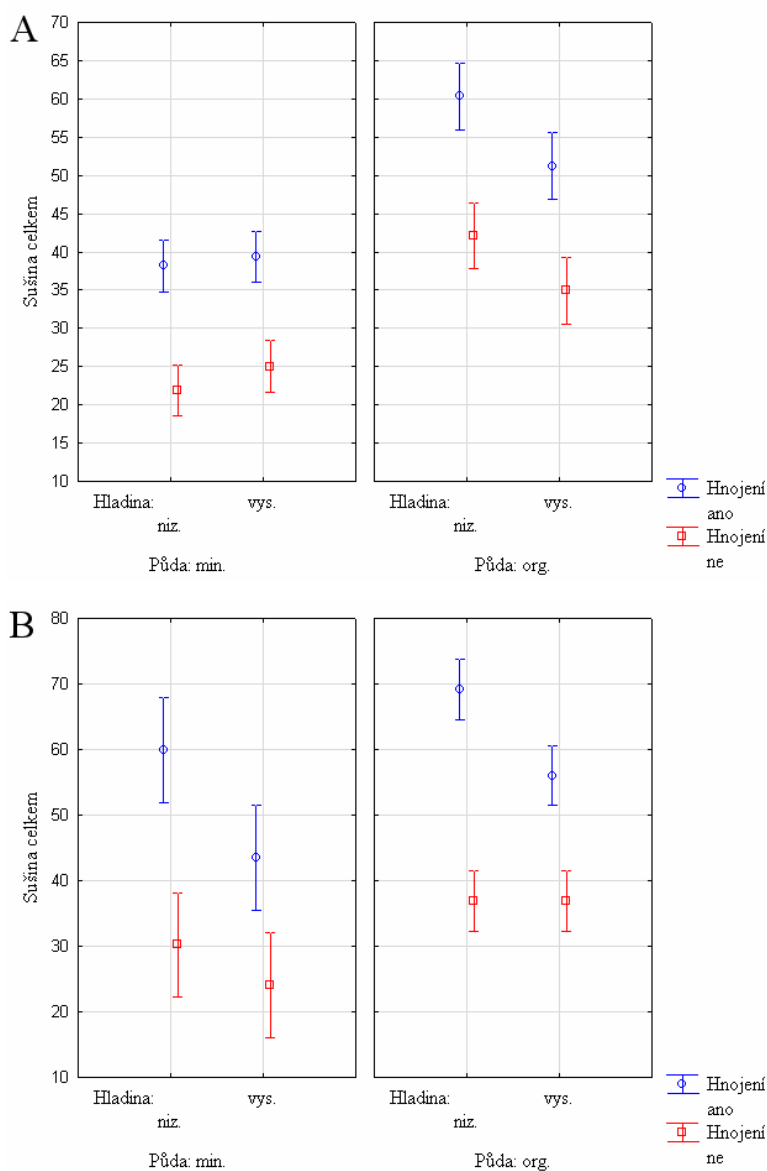 A
70
65
60
55
50
45
40
35
30
25
20
15
10
Sušina celkem
Hladina: niz. vys. niz. vys.
Hladina:
Půda: min. Půda: org.
Hnojení
ano
Hnojení
ne
B
80
70
60
50
40
30
20
10
Sušina celkem
Hladina: niz. vys. niz. vys.
Hladina:
Půda: min. Půda: org.
Hnojení
ano
Hnojení
ne